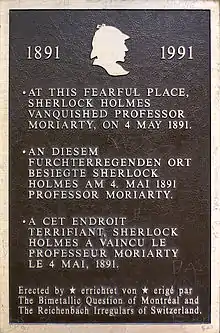 1891 1991
• AT THIS FEARFUL PLACE,
SHERLOCK HOLMES
VANQUISHED PROFESSOR
MORIARTY, ON 4 MAY 1891.
• AN DIESEM
FURCHTERREGENDEN ORT
BESIEGTE SHERLOCK
HOLMES AM 4. MAI 1891
PROFESSOR MORIARTY.
• A CET ENDROIT
TERRIFIANT, SHERLOCK
HOLMES A VAINCU LE
PROFESSEUR MORIARTY
LE 4 MAI, 1891.
Erected by ★ errichtet von ★ erigé par
The Bimetallic Question of Montréal and
The Reichenbach Irregulars of Switzerland.